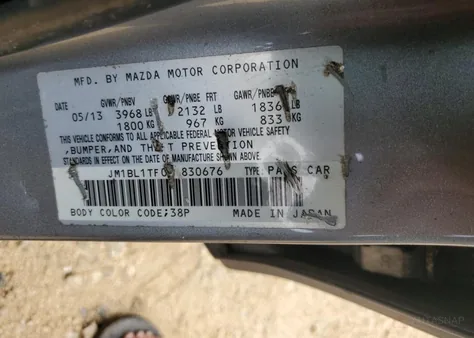 MFD. BY MAZDA MOTOR CORPORATION
DATE GVWR/PNBV GAWR/PNBE FRT GAWR/PNBE
05/13 3968 LB 2132 LB 1836 LB
1800 KG 967 KG 833 KG
THIS VEHICLE CONFORMS TO ALL APPLICABLE FEDERAL MOTOR VEHICLE SAFETY
,BUMPER,AND THEFT PREVENTION
STANDARDS IN EFFECT ON THE DATE OF MANUFACTURE SHOWN ABOVE.
JM1BL1TF 830676 TYPE: PASS CAR
BODY COLOR CODE:38P MADE IN JAPAN